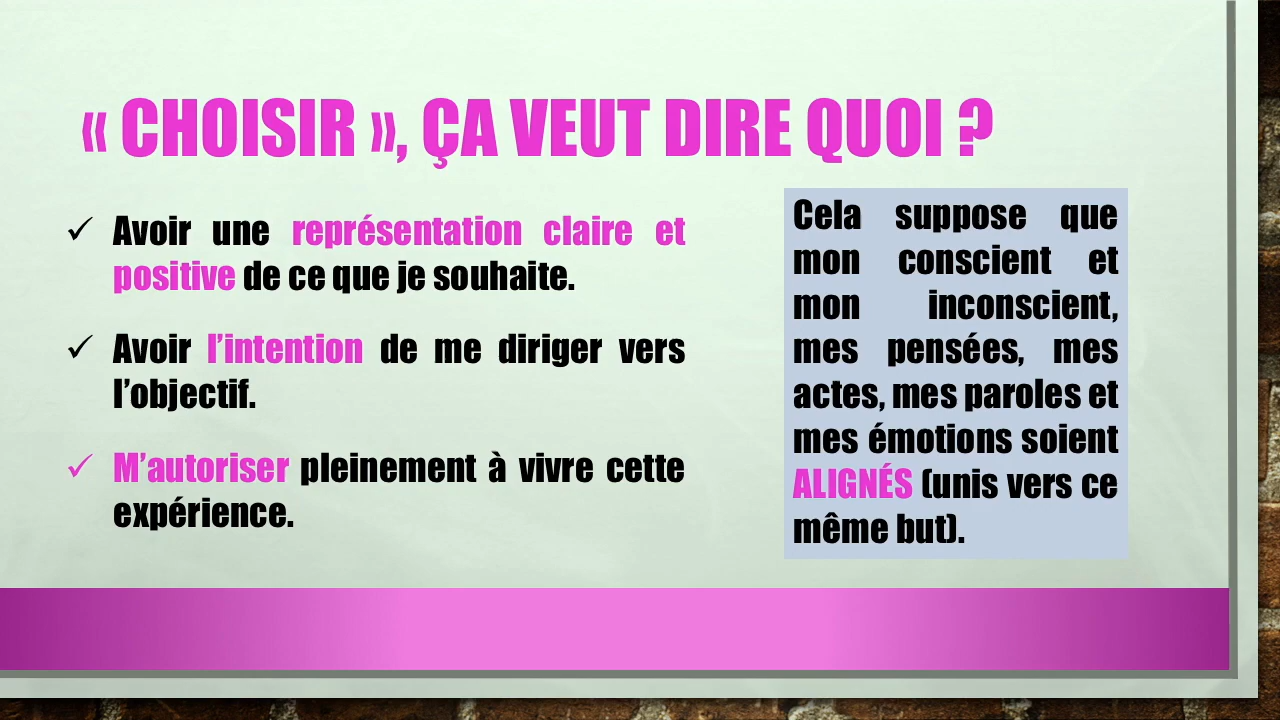 « CHOISIR », ÇA VEUT DIRE QUOI ?
✓ Avoir une représentation claire et
positive de ce que je souhaite.
✓ Avoir l’intention de me diriger vers
l’objectif.
✓ M’autoriser pleinement à vivre cette
expérience.
Cela suppose que
mon conscient et
mon inconscient,
mes pensées, mes
actes, mes paroles et
mes émotions soient
ALIGNÉS (unis vers ce
même but).